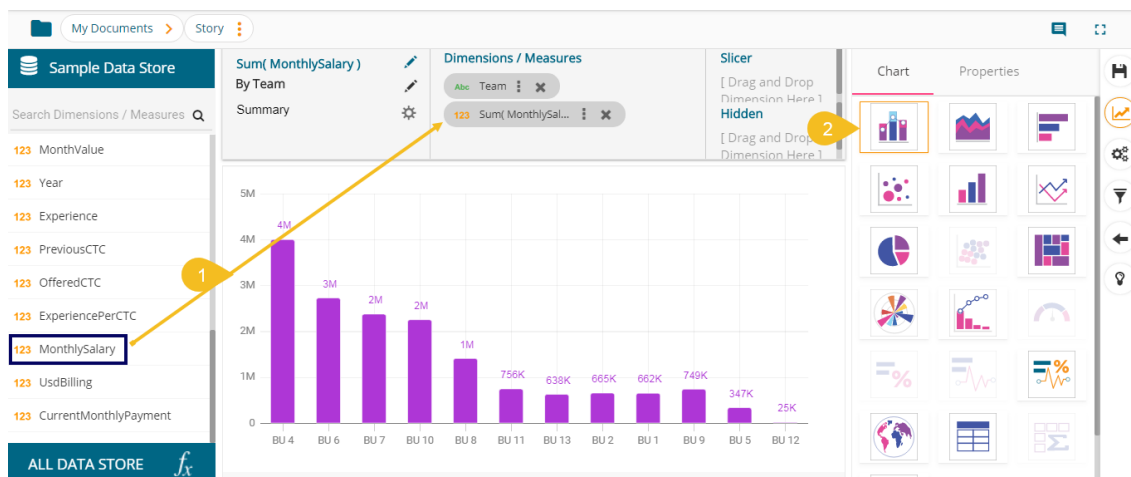 My Documents
Story
Sample Data Store
Search Dimensions / Measures
123 MonthValue
123 Year
123 Experience
123 PreviousCTC
123 OfferedCTC
123 ExperiencePerCTC
123 MonthlySalary
123 UsdBilling
123 CurrentMonthlyPayment
ALL DATA STORE fx
1
Sum( MonthlySalary )
By Team
Summary
Dimensions / Measures
Abc Team
123 Sum( MonthlySal...
Slicer
[ Drag and Drop
Dimension Here ]
Hidden
[ Drag and Drop
Dimension Here ]
2
5M
4M
3M
2M
1M
0
4M
3M
2M
2M
1M
756K
638K
665K
662K
749K
347K
25K
BU 4
BU 6
BU 7
BU 10
BU 8
BU 11
BU 13
BU 2
BU 1
BU 9
BU 5
BU 12
Chart
Properties
%
%
Σ